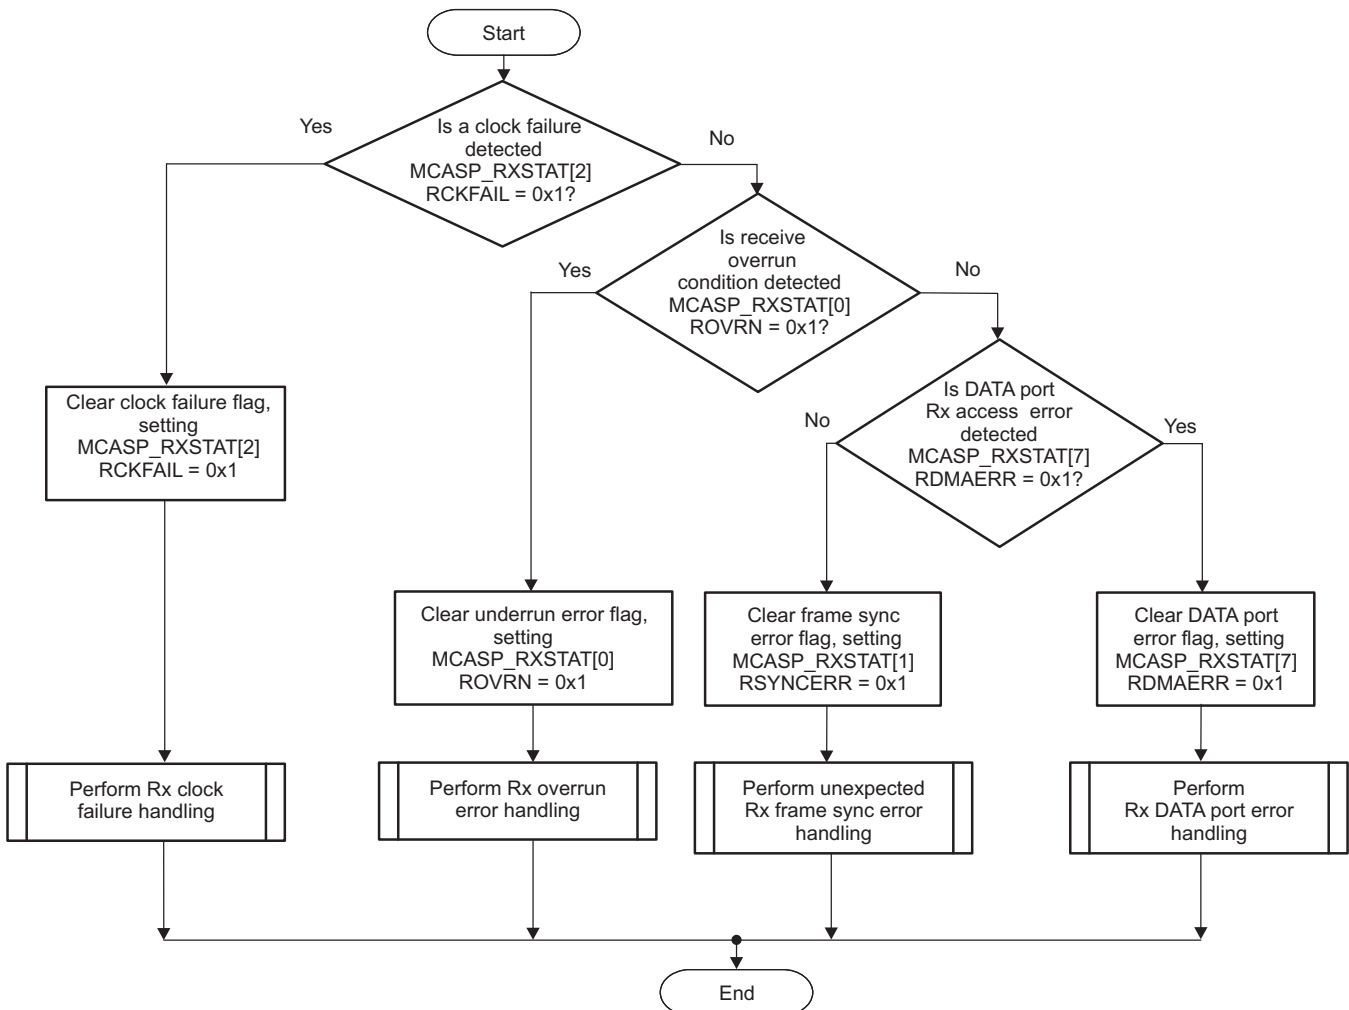 Start
Is a clock failure
detected
MCASP_RXSTAT[2]
RCKFAIL = 0x1?
Yes
No
Is receive
overrun
condition detected
MCASP_RXSTAT[0]
ROVRN = 0x1?
Yes
No
Is DATA port
Rx access error
detected
MCASP_RXSTAT[7]
RDMAERR = 0x1?
No
Yes
Clear clock failure flag,
setting
MCASP_RXSTAT[2]
RCKFAIL = 0x1
Clear underrun error flag,
setting
MCASP_RXSTAT[0]
ROVRN = 0x1
Clear frame sync
error flag, setting
MCASP_RXSTAT[1]
RSYNCERR = 0x1
Clear DATA port
error flag, setting
MCASP_RXSTAT[7]
RDMAERR = 0x1
Perform Rx clock
failure handling
Perform Rx overrun
error handling
Perform unexpected
Rx frame sync error
handling
Perform
Rx DATA port error
handling
End